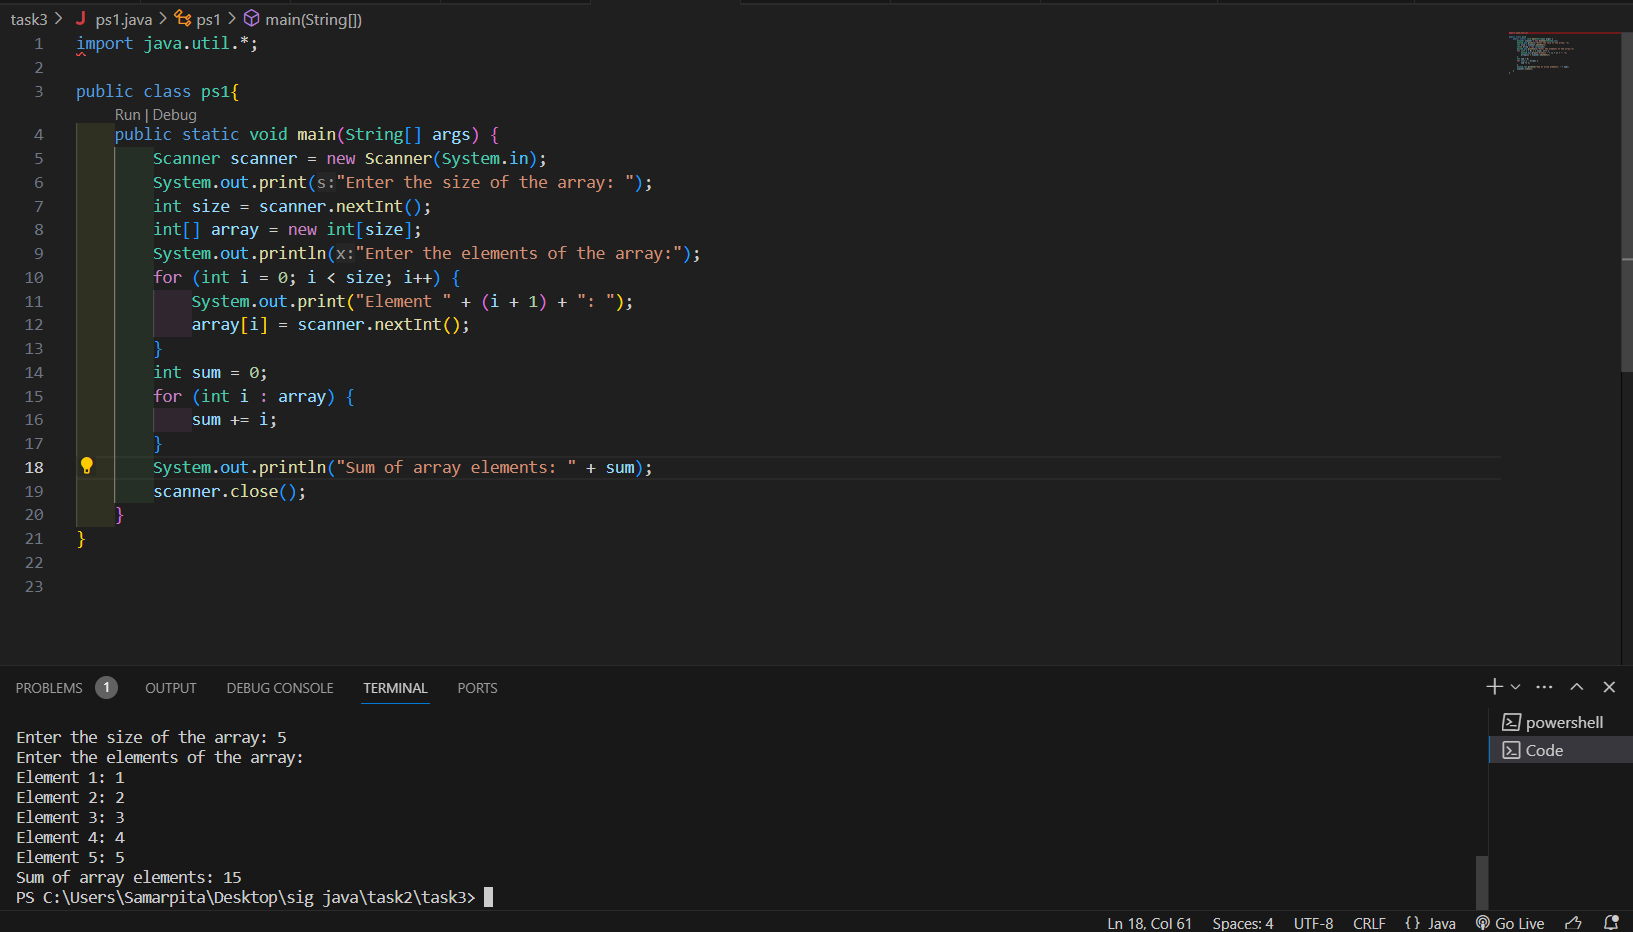 task3 > J ps1.java > ps1 > main(String[])
1 import java.util.*;
2
3 public class ps1{
Run | Debug
4 public static void main(String[] args) {
5 Scanner scanner = new Scanner(System.in);
6 System.out.print(s:"Enter the size of the array: ");
7 int size = scanner.nextInt();
8 int[] array = new int[size];
9 System.out.println(x:"Enter the elements of the array:");
10 for (int i = 0; i < size; i++) {
11 System.out.print("Element " + (i + 1) + ": ");
12 array[i] = scanner.nextInt();
13 }
14 int sum = 0;
15 for (int i : array) {
16 sum += i;
17 }
18 System.out.println("Sum of array elements: " + sum);
19 scanner.close();
20 }
21 }
22
23
PROBLEMS 1 OUTPUT DEBUG CONSOLE TERMINAL PORTS
powershell
Code
Enter the size of the array: 5
Enter the elements of the array:
Element 1: 1
Element 2: 2
Element 3: 3
Element 4: 4
Element 5: 5
Sum of array elements: 15
PS C:\Users\Samarpita\Desktop\sig java\task2\task3>
Ln 18, Col 61 Spaces: 4 UTF-8 CRLF {} Java Go Live